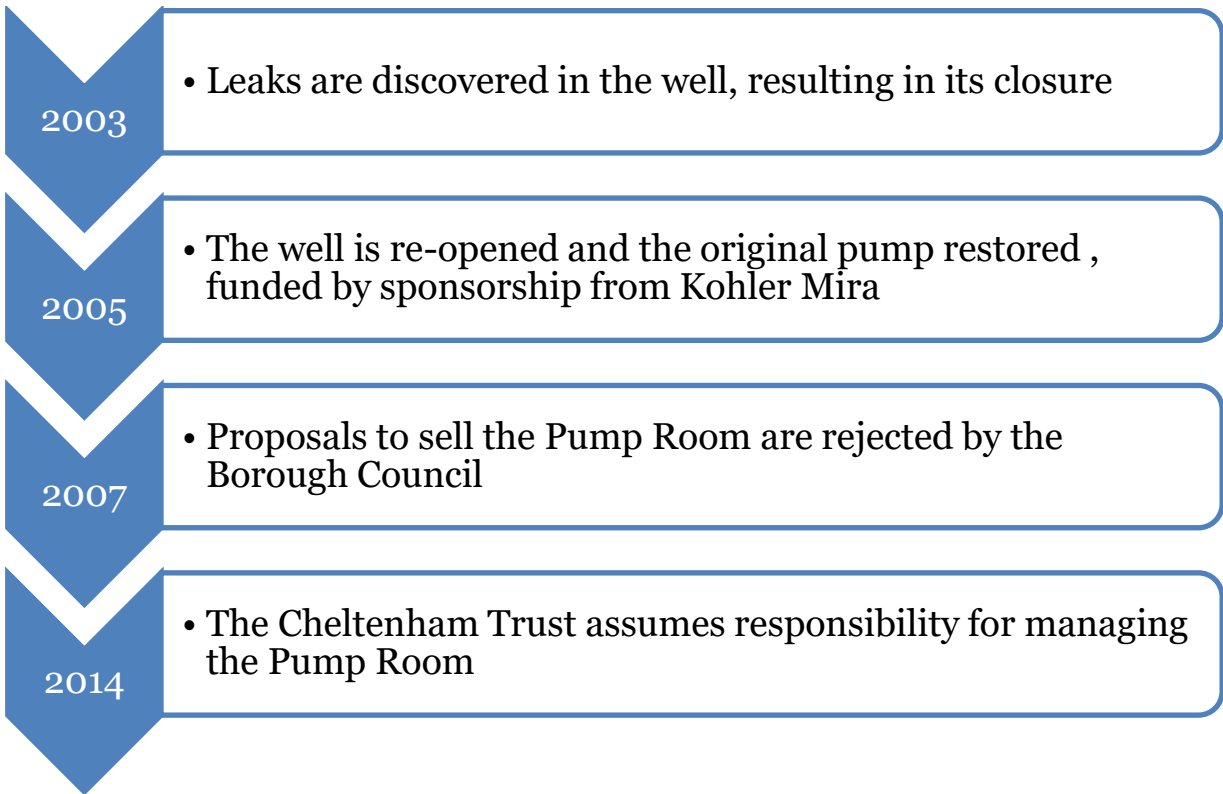 2003
• Leaks are discovered in the well, resulting in its closure
2005
• The well is re-opened and the original pump restored ,
funded by sponsorship from Kohler Mira
2007
• Proposals to sell the Pump Room are rejected by the
Borough Council
2014
• The Cheltenham Trust assumes responsibility for managing
the Pump Room